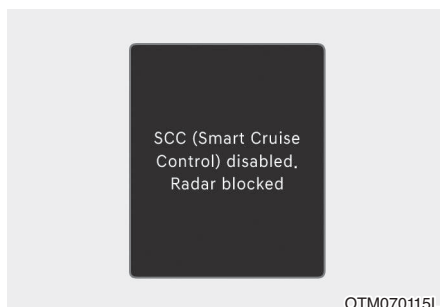 SCC (Smart Cruise
Control) disabled.
Radar blocked
OTM070115L